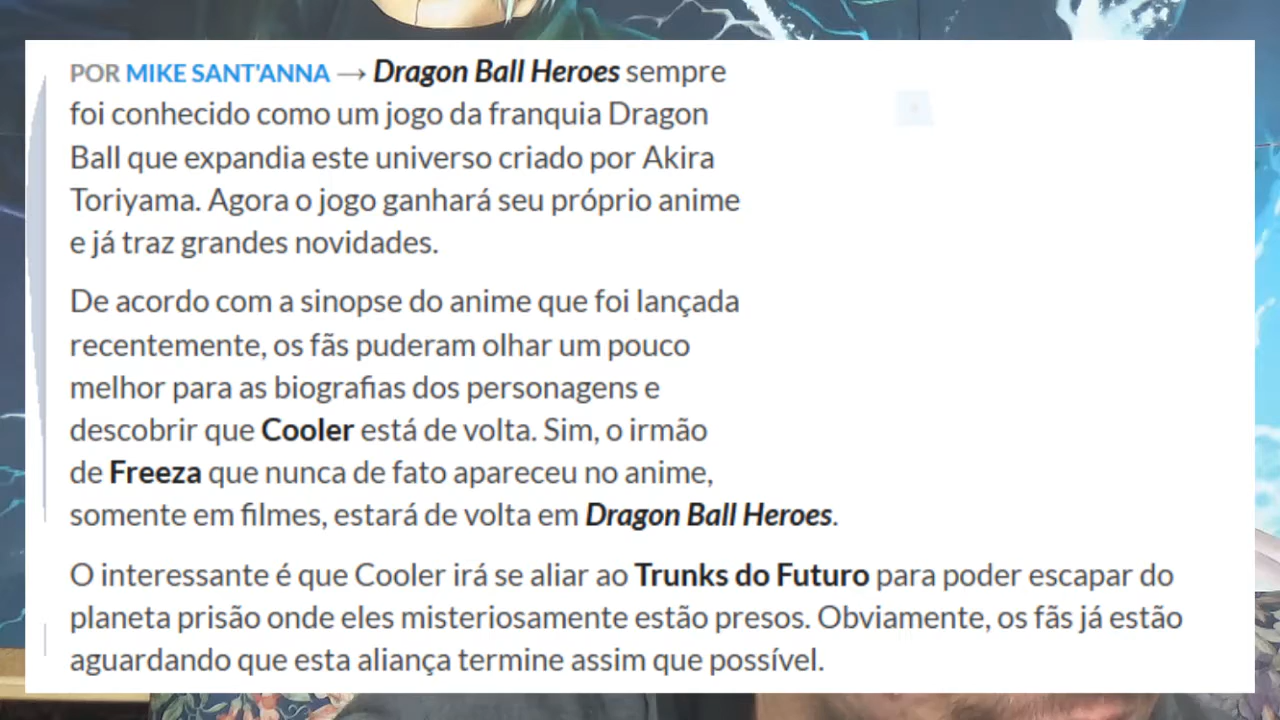 POR MIKE SANT'ANNA → Dragon Ball Heroes sempre
foi conhecido como um jogo da franquia Dragon
Ball que expandia este universo criado por Akira
Toriyama. Agora o jogo ganhará seu próprio anime
e já traz grandes novidades.
De acordo com a sinopse do anime que foi lançada
recentemente, os fãs puderam olhar um pouco
melhor para as biografias dos personagens e
descobrir que Cooler está de volta. Sim, o irmão
de Freeza que nunca de fato apareceu no anime,
somente em filmes, estará de volta em Dragon Ball Heroes.
O interessante é que Cooler irá se aliar ao Trunks do Futuro para poder escapar do
planeta prisão onde eles misteriosamente estão presos. Obviamente, os fãs já estão
aguardando que esta aliança termine assim que possível.